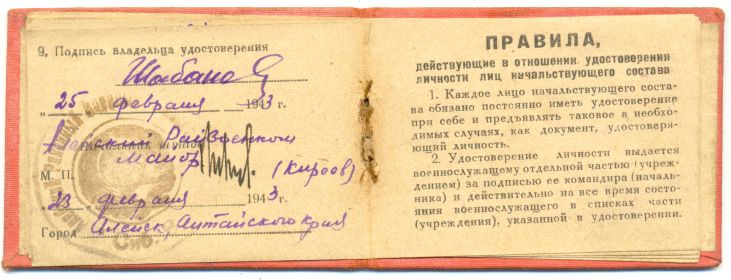 9. Подпись владельца удостоверения
Шабанов
„ 25 " февраля 1943 г.
Алейский Райвоенком
Майор (Киреев)
М. П.
„ 23 " февраля 1943 г.
Город Алейск, Алтайского края
ПРАВИЛА,
действующие в отношении удостоверения
личности лиц начальствующего состава
1. Каждое лицо начальствующего соста-
ва обязано постоянно иметь удостоверение
при себе и предъявлять таковое в необхо-
димых случаях, как документ, удостоверя-
ющий личность.
2. Удостоверение личности выдается
военнослужащему отдельной частью (учреж-
дением) за подписью ее командира (началь-
ника) и действительно на все время состо-
яния военнослужащего в списках части
(учреждения), указанной в удостоверении.